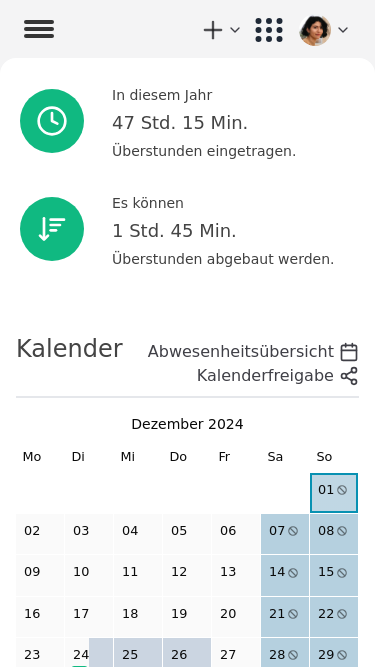 In diesem Jahr
47 Std. 15 Min.
Überstunden eingetragen.
Es können
1 Std. 45 Min.
Überstunden abgebaut werden.
Kalender
Abwesenheitsübersicht
Kalenderfreigabe
Dezember 2024
Mo Di Mi Do Fr Sa So
01
02 03 04 05 06 07 08
09 10 11 12 13 14 15
16 17 18 19 20 21 22
23 24 25 26 27 28 29